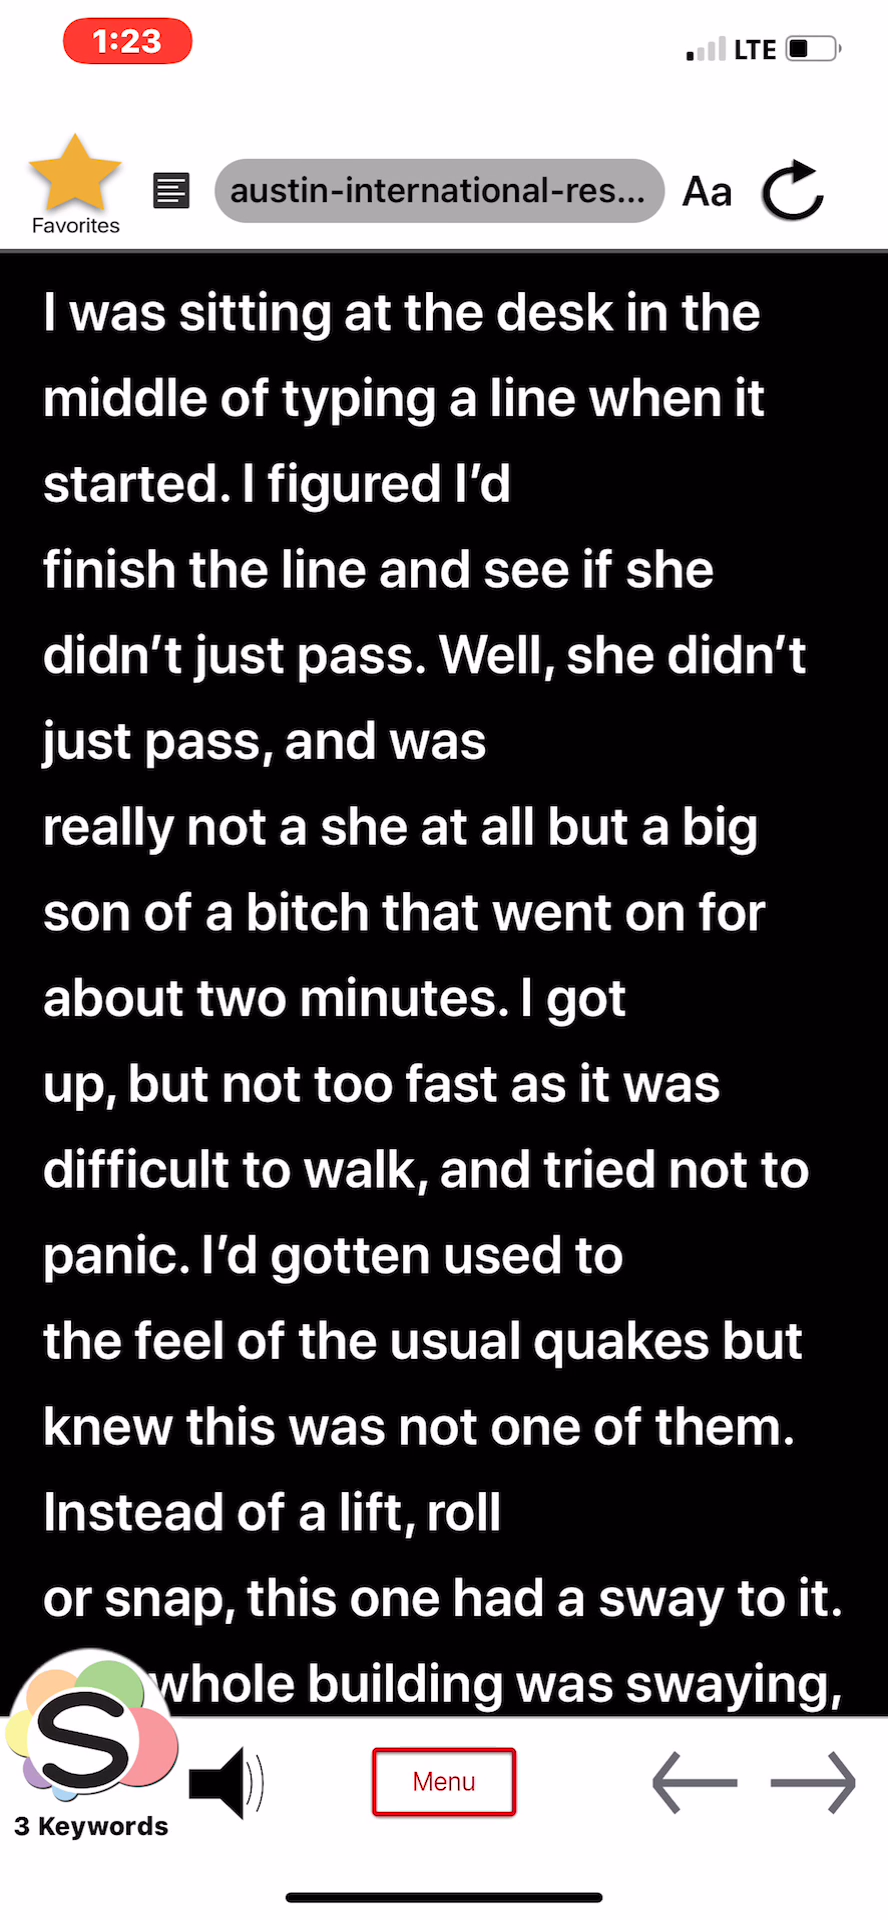 1:23
LTE
Favorites
austin-international-res...
Aa
I was sitting at the desk in the
middle of typing a line when it
started. I figured I’d
finish the line and see if she
didn’t just pass. Well, she didn’t
just pass, and was
really not a she at all but a big
son of a bitch that went on for
about two minutes. I got
up, but not too fast as it was
difficult to walk, and tried not to
panic. I’d gotten used to
the feel of the usual quakes but
knew this was not one of them.
Instead of a lift, roll
or snap, this one had a sway to it.
whole building was swaying,
S
3 Keywords
Menu